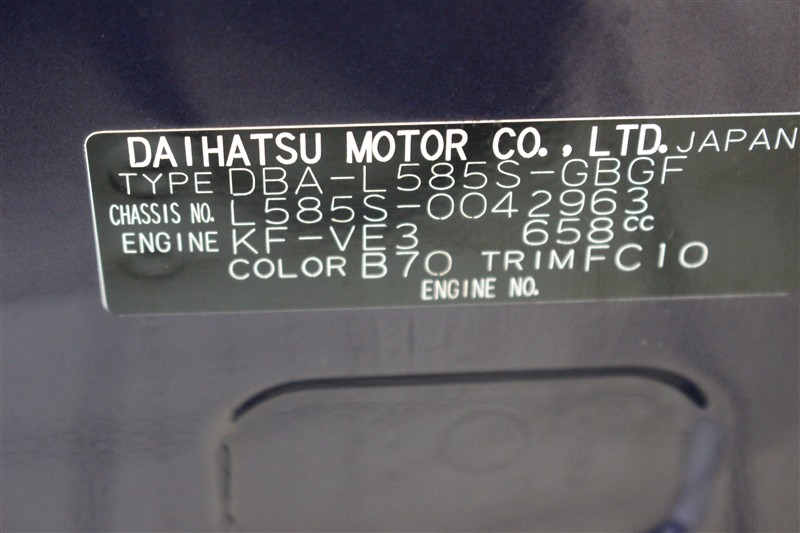 DAIHATSU MOTOR CO., LTD. JAPAN
TYPE DBA-L585S-GBGF
CHASSIS NO. L585S-0042963
ENGINE KF-VE3 658cc
COLOR B70 TRIM FC10
ENGINE NO.